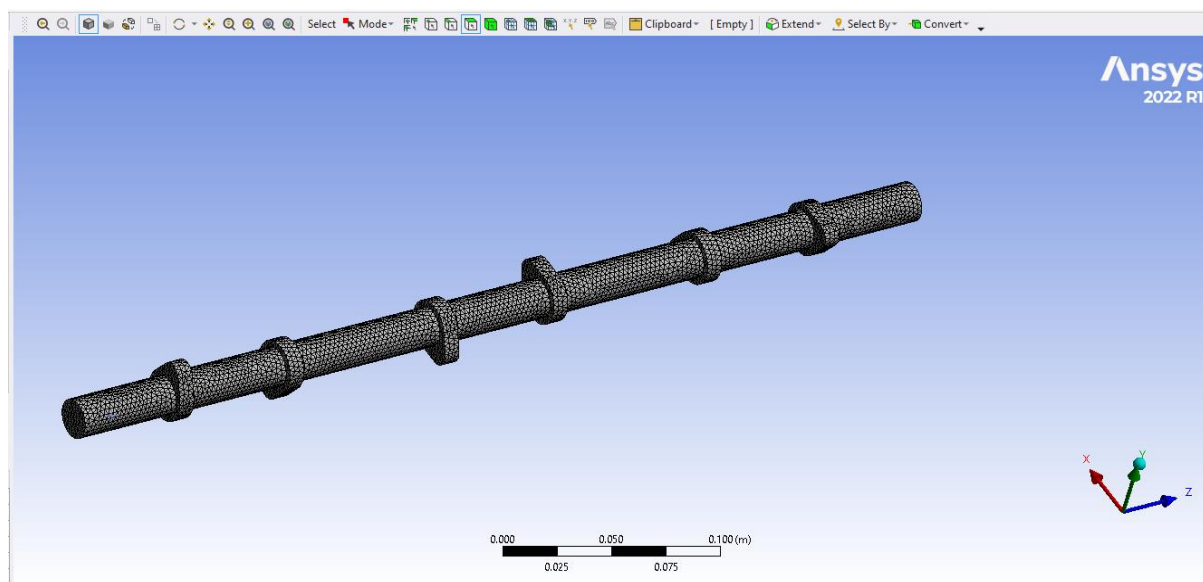 Select Mode Clipboard [ Empty ] Extend Select By Convert
Ansys
2022 R1
X
Y
Z
0.000 0.050 0.100 (m)
0.025 0.075